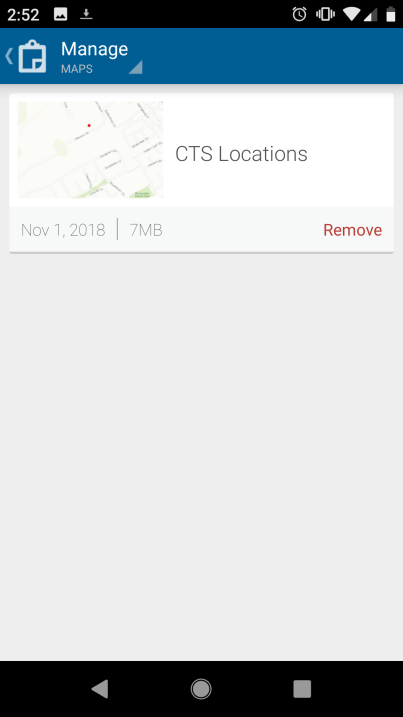 2:52
Manage
MAPS
CTS Locations
Nov 1, 2018 7MB Remove